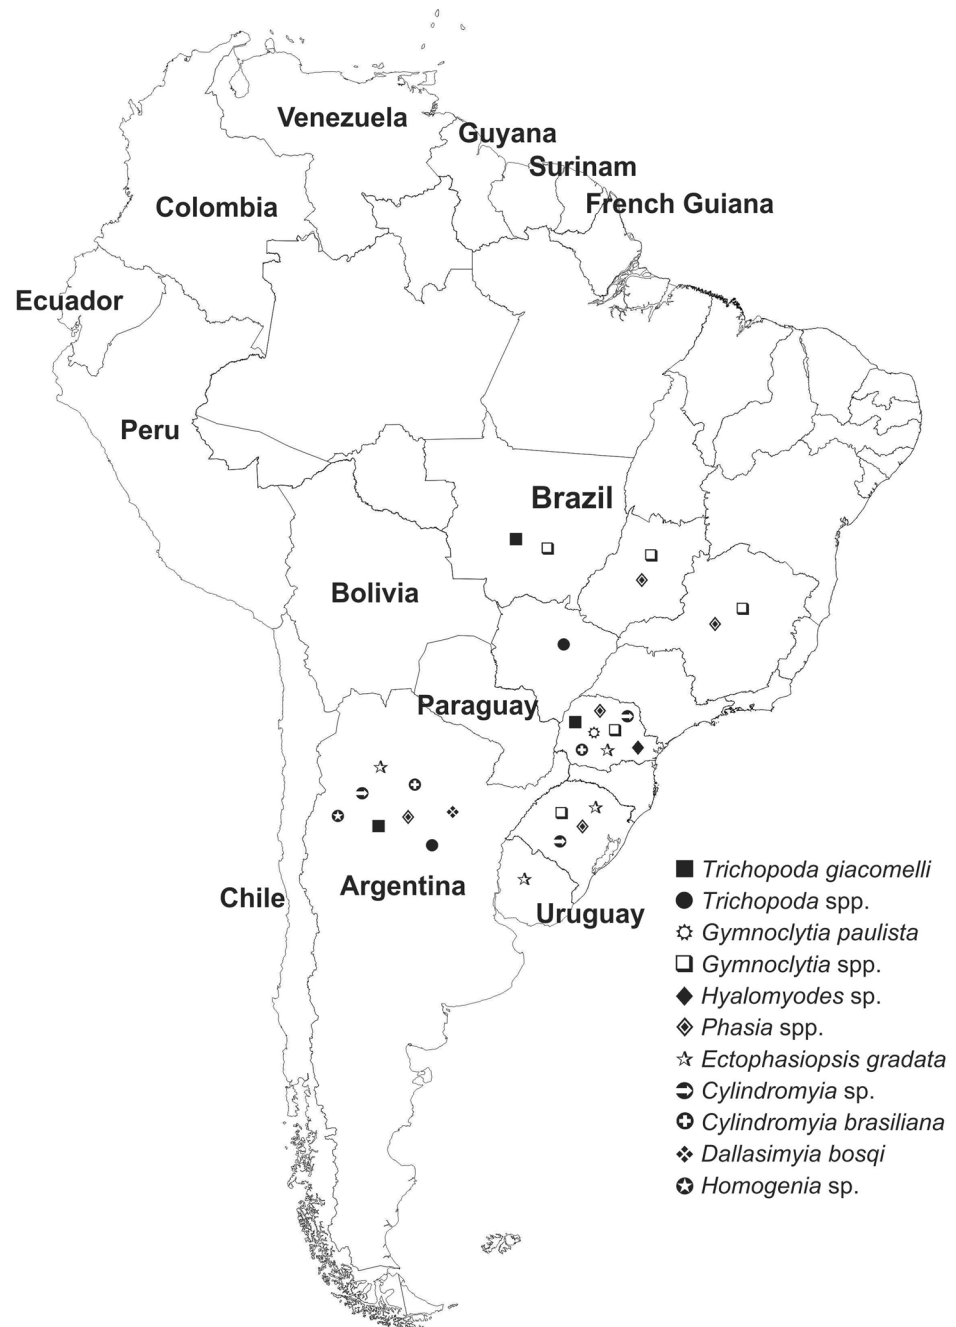 Venezuela
Guyana
Surinam
French Guiana
Colombia
Ecuador
Peru
Brazil
Bolivia
Paraguay
Argentina
Chile
Uruguay
Trichopoda giacomelli
Trichopoda spp.
Gymnoclytia paulista
Gymnoclytia spp.
Hyalomyodes sp.
Phasia spp.
Ectophasiopsis gradata
Cylindromyia sp.
Cylindromyia brasiliana
Dallasimyia bosqi
Homogenia sp.